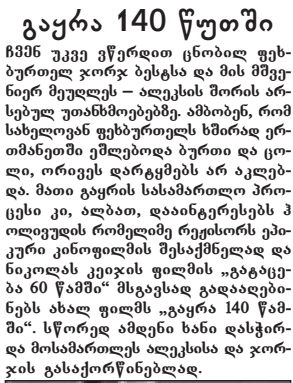 გაყრა 140 წუთში
ჩვენ უკვე ვწერდით ცნობილ ფეხ-
ბურთელ ჯორჯ ბესტსა და მის მშვე-
ნიერ მეუღლეს – ალექსის შორის არ-
სებულ უთანხმოებებზე. ამბობენ, რომ
სახელოვან ფეხბურთელს ხშირად ერ-
თმანეთში ეშლებოდა ბურთი და ცო-
ლი, ორივეს დარტყმებს არ აკლებ-
და. მათი გაყრის სასამართლო პრო-
ცესი კი, ალბათ, დააინტერესებს ჰ
ოლივუდის რომელიმე რეჟისორს ეპი-
კური კინოფილმის შესაქმნელად და
ნიკოლას კეიჯის ფილმის „გატაცე-
ბა 60 წამში“ მსგავსად გადააღები-
ნებს ახალ ფილმს „გაყრა 140 წამ-
ში“. სწორედ ამდენი ხანი დასჭირ-
და მოსამართლეს ალექსისა და ჯორ-
ჯის გასაქორწინებლად.